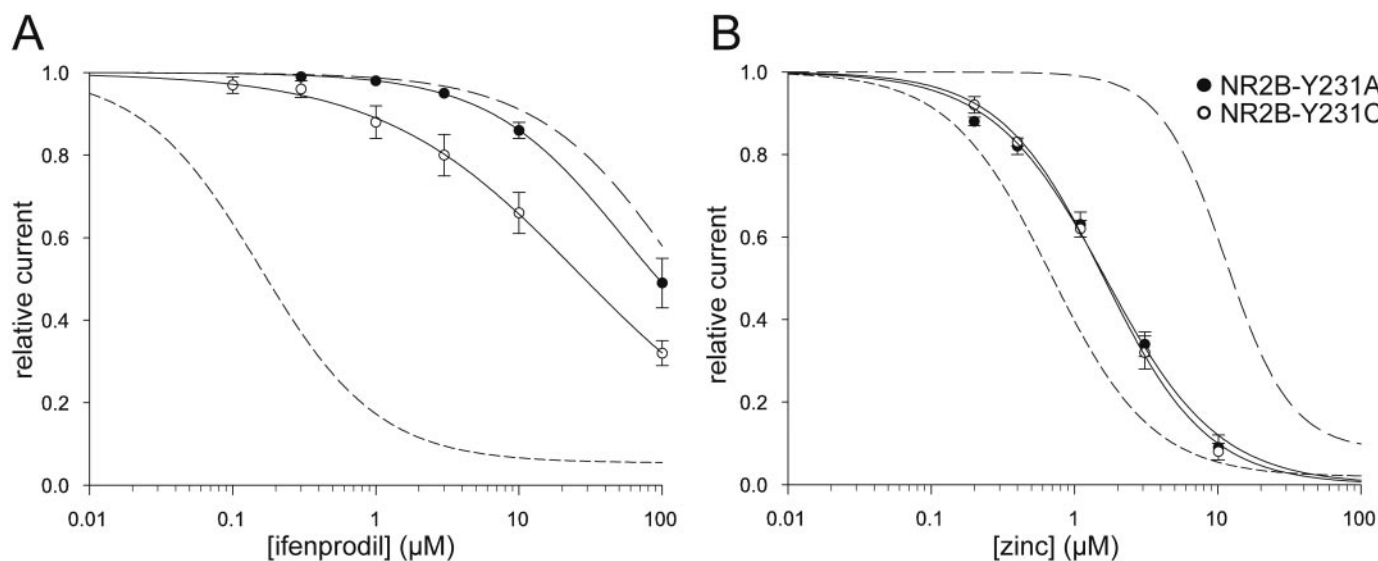 A
1.0
0.8
0.6
0.4
0.2
0.0
relative current
0.01
0.1
1
10
100
[ifenprodil] (µM)
B
NR2B-Y231A
NR2B-Y231C
1.0
0.8
0.6
0.4
0.2
0.0
relative current
0.01
0.1
1
10
100
[zinc] (µM)